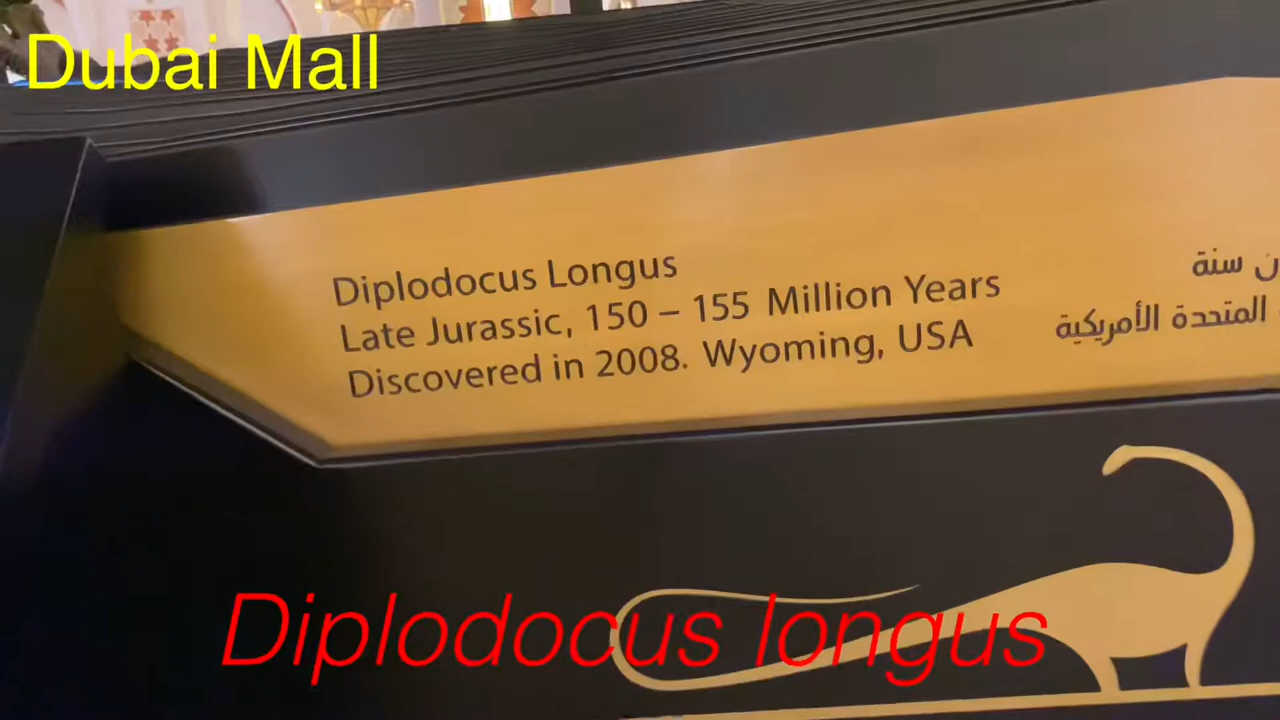 Dubai Mall
Diplodocus Longus
Late Jurassic, 150 – 155 Million Years
Discovered in 2008. Wyoming, USA
سنة
المتحدة الأمريكية
Diplodocus longus